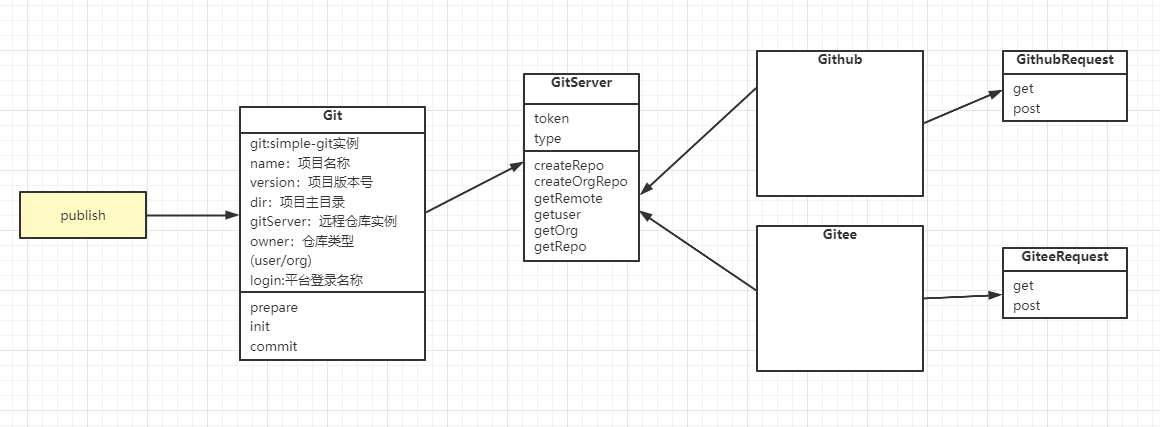 publish
Git
git:simple-git实例
name：项目名称
version：项目版本号
dir：项目主目录
gitServer：远程仓库实例
owner：仓库类型
(user/org)
login:平台登录名称
prepare
init
commit
GitServer
token
type
createRepo
createOrgRepo
getRemote
getuser
getOrg
getRepo
Github
Gitee
GithubRequest
get
post
GiteeRequest
get
post